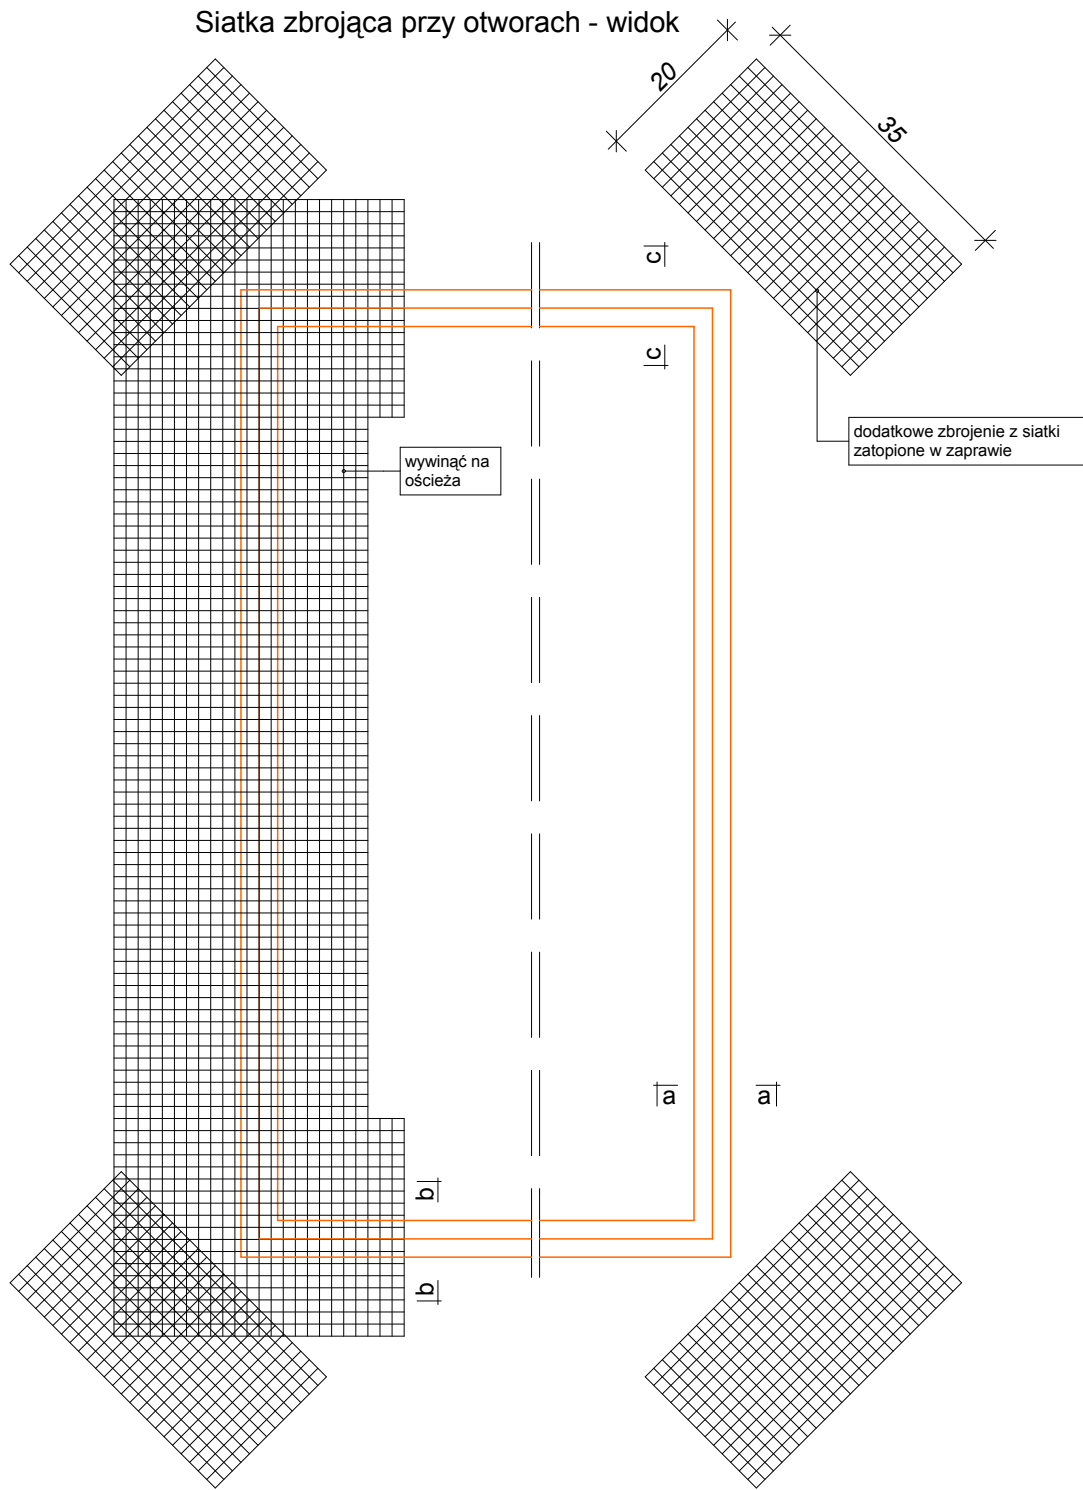 Siatka zbrojąca przy otworach - widok
20
35
c
c
dodatkowe zbrojenie z siatki
zatopione w zaprawie
wywinąć na
ościeża
a
a
b
b